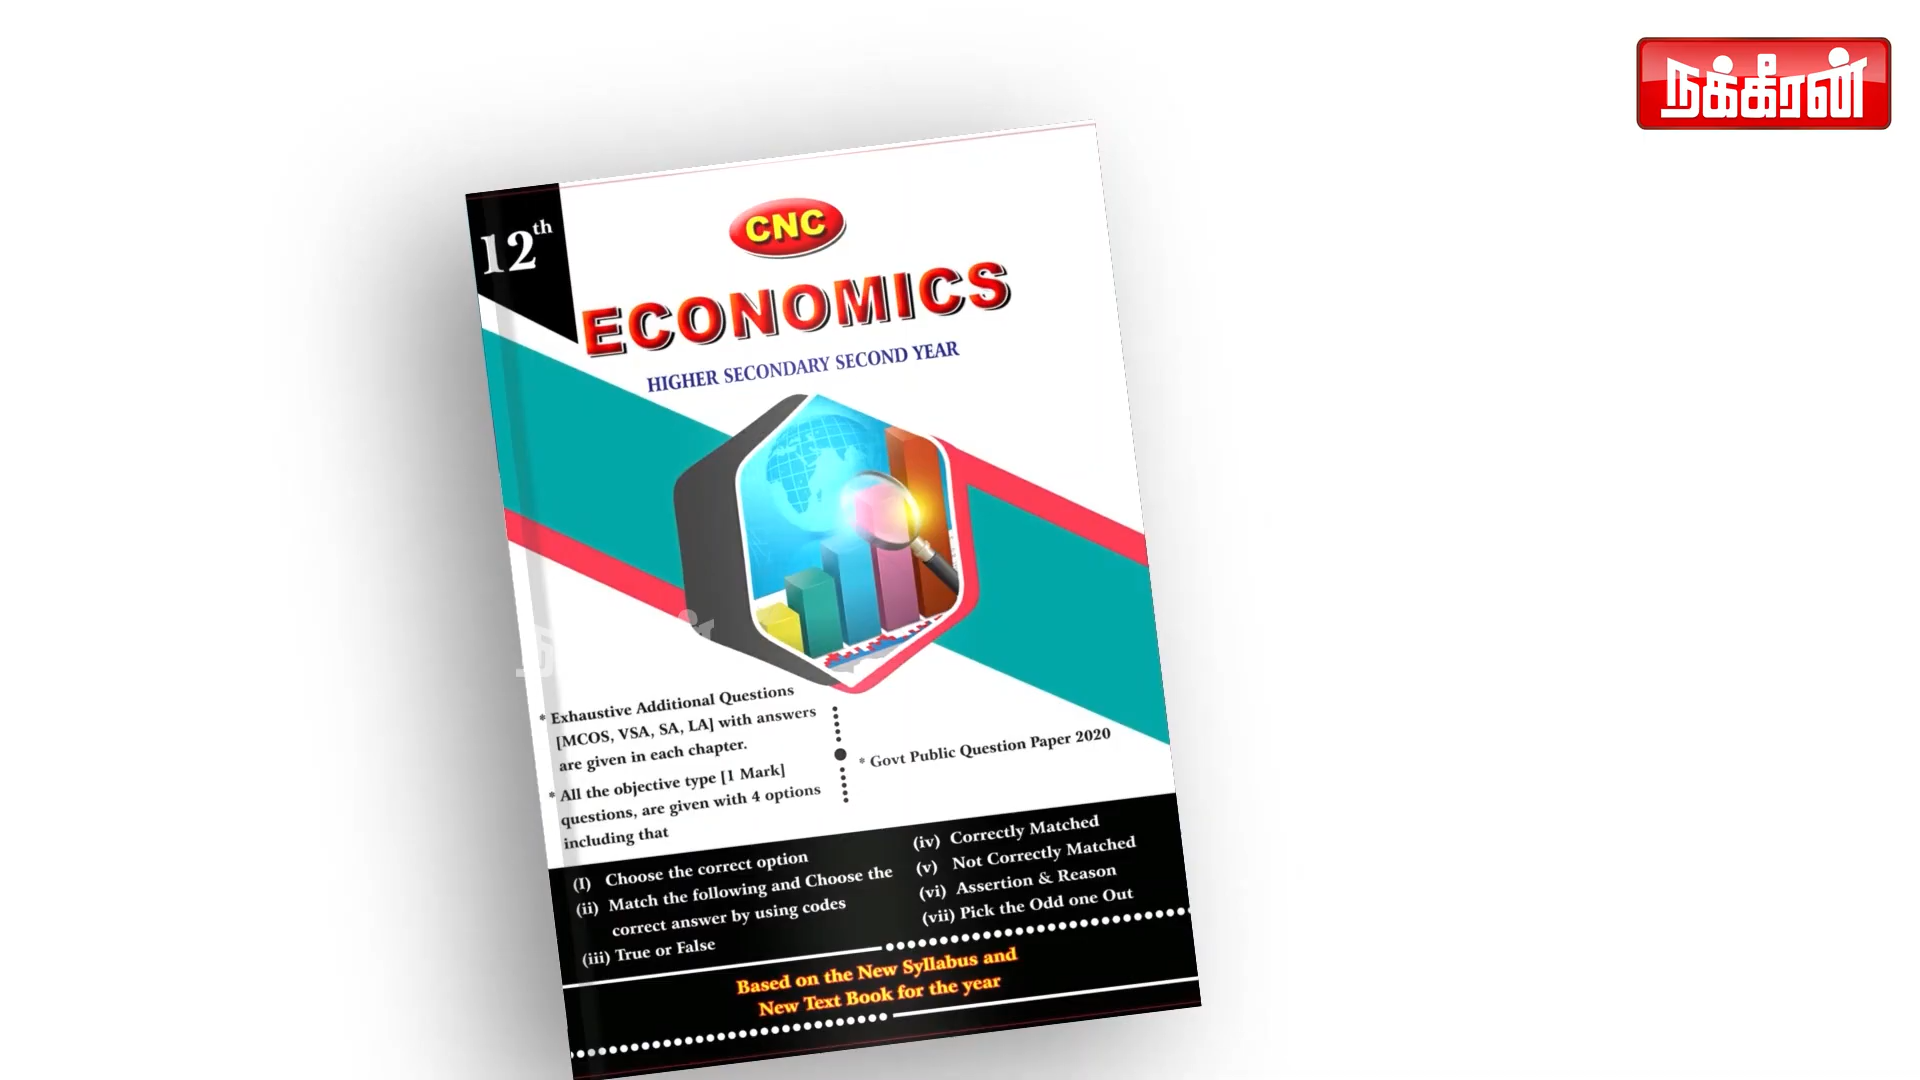 நக்கீரன்
12th
CNC
ECONOMICS
HIGHER SECONDARY SECOND YEAR
* Exhaustive Additional Questions
[MCOS, VSA, SA, LA] with answers
are given in each chapter.
* All the objective type [1 Mark]
questions, are given with 4 options
including that
* Govt Public Question Paper 2020
(I) Choose the correct option
(ii) Match the following and Choose the
correct answer by using codes
(iii) True or False
(iv) Correctly Matched
(v) Not Correctly Matched
(vi) Assertion & Reason
(vii) Pick the Odd one Out
Based on the New Syllabus and
New Text Book for the year